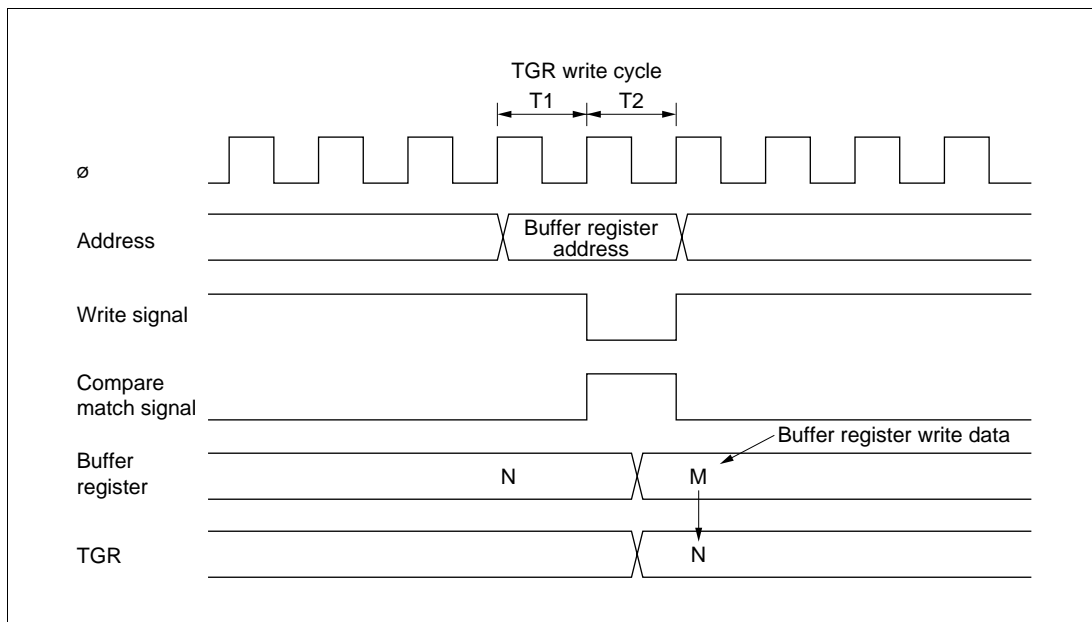 TGR write cycle
T1 T2
ø
Address
Buffer register
address
Write signal
Compare
match signal
Buffer register write data
Buffer
register
N M
TGR
N